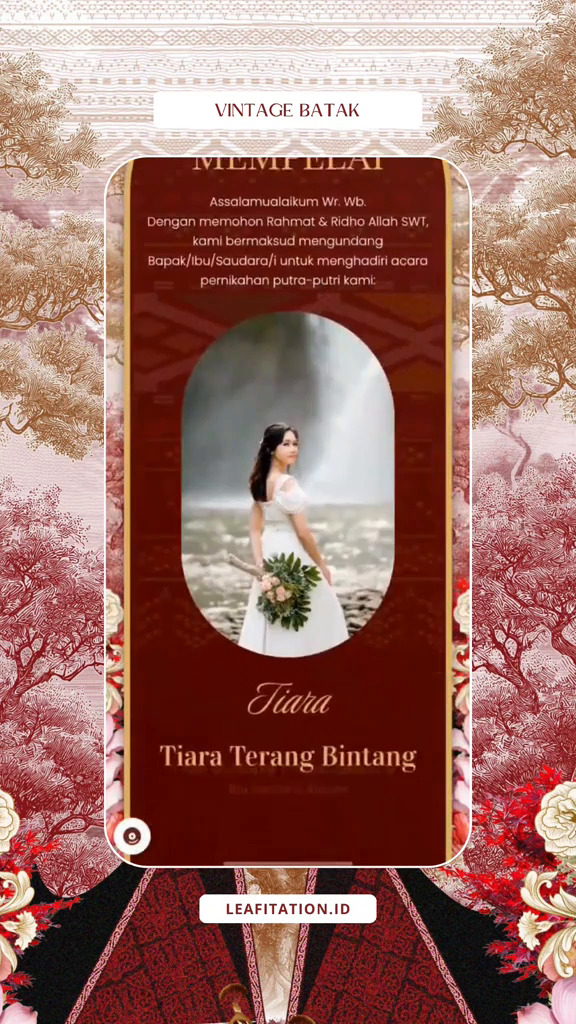 VINTAGE BATAK
MEMPELAI
Assalamualaikum Wr. Wb.
Dengan memohon Rahmat & Ridho Allah SWT,
kami bermaksud mengundang
Bapak/Ibu/Saudara/i untuk menghadiri acara
pernikahan putra-putri kami:
Tiara
Tiara Terang Bintang
LEAFITATION.ID